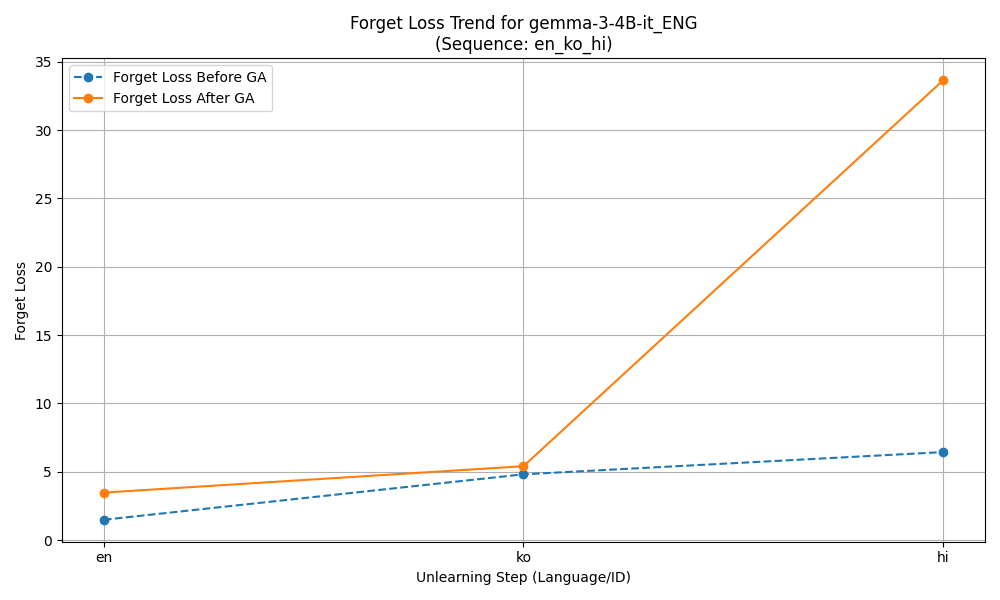 Forget Loss Trend for gemma-3-4B-it_ENG
(Sequence: en_ko_hi)
Forget Loss Before GA
Forget Loss After GA
Forget Loss
35
30
25
20
15
10
5
0
en
ko
hi
Unlearning Step (Language/ID)